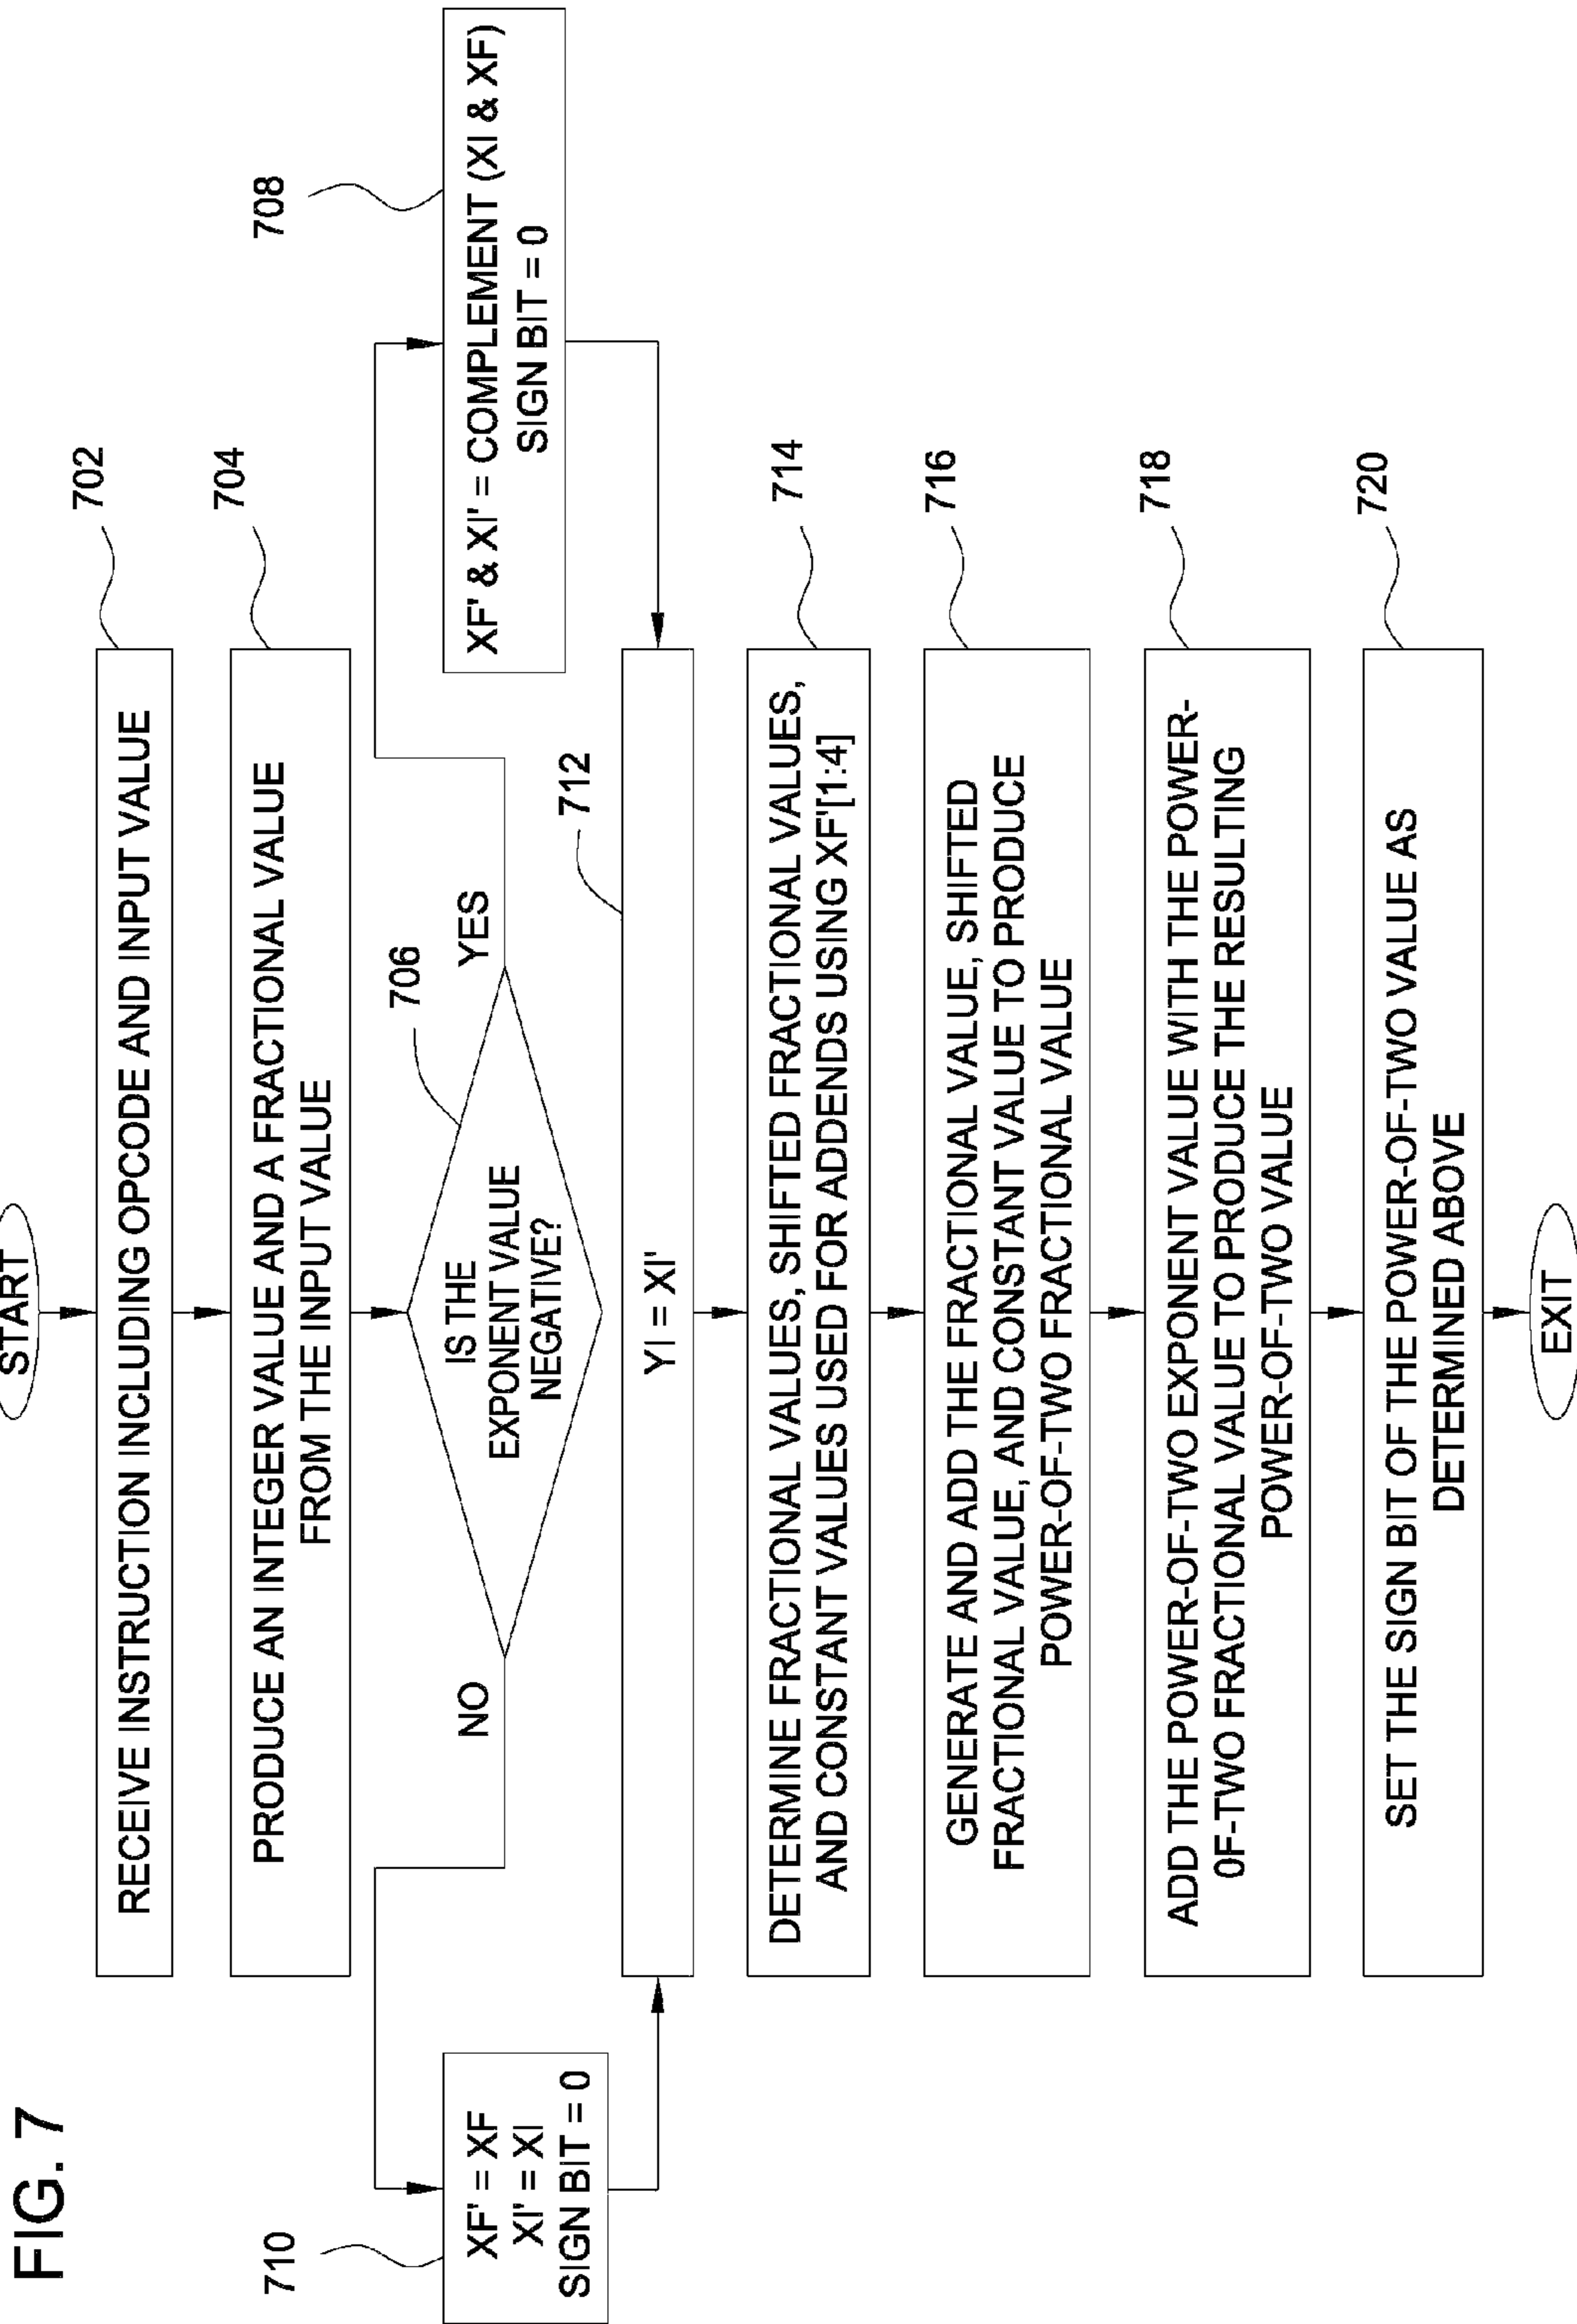 FIG. 7
START
702
RECEIVE INSTRUCTION INCLUDING OPCODE AND INPUT VALUE
704
PRODUCE AN INTEGER VALUE AND A FRACTIONAL VALUE
FROM THE INPUT VALUE
706
IS THE
EXPONENT VALUE
NEGATIVE?
NO
YES
710
XF' = XF
XI' = XI
SIGN BIT = 0
708
XF' & XI' = COMPLEMENT (XI & XF)
SIGN BIT = 0
712
YI = XI'
714
DETERMINE FRACTIONAL VALUES, SHIFTED FRACTIONAL VALUES,
AND CONSTANT VALUES USED FOR ADDENDS USING XF'[1:4]
716
GENERATE AND ADD THE FRACTIONAL VALUE, SHIFTED
FRACTIONAL VALUE, AND CONSTANT VALUE TO PRODUCE
POWER-OF-TWO FRACTIONAL VALUE
718
ADD THE POWER-OF-TWO EXPONENT VALUE WITH THE POWER-
0F-TWO FRACTIONAL VALUE TO PRODUCE THE RESULTING
POWER-OF-TWO VALUE
720
SET THE SIGN BIT OF THE POWER-OF-TWO VALUE AS
DETERMINED ABOVE
EXIT